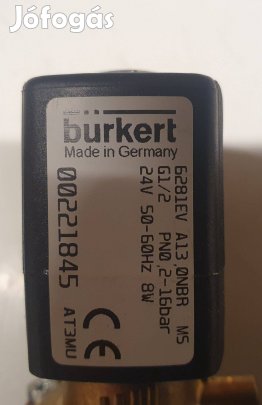 Jófogás
bürkert
Made in Germany
00221845
AT3MU
CE
6281EV A13,0NBR MS
G1/2 PN0,2-16bar
24V 50-60Hz 8W
Jófogás